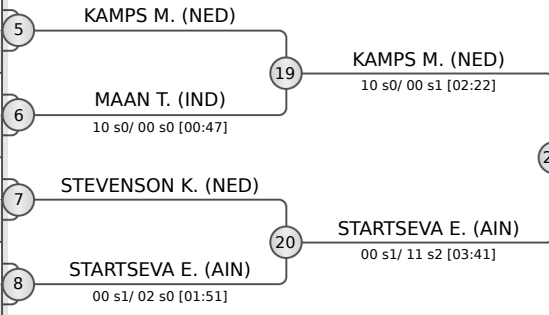 5
KAMPS M. (NED)
19
KAMPS M. (NED)
10 s0/ 00 s1 [02:22]
6
MAAN T. (IND)
10 s0/ 00 s0 [00:47]
7
STEVENSON K. (NED)
20
STARTSEVA E. (AIN)
00 s1/ 11 s2 [03:41]
8
STARTSEVA E. (AIN)
00 s1/ 02 s0 [01:51]